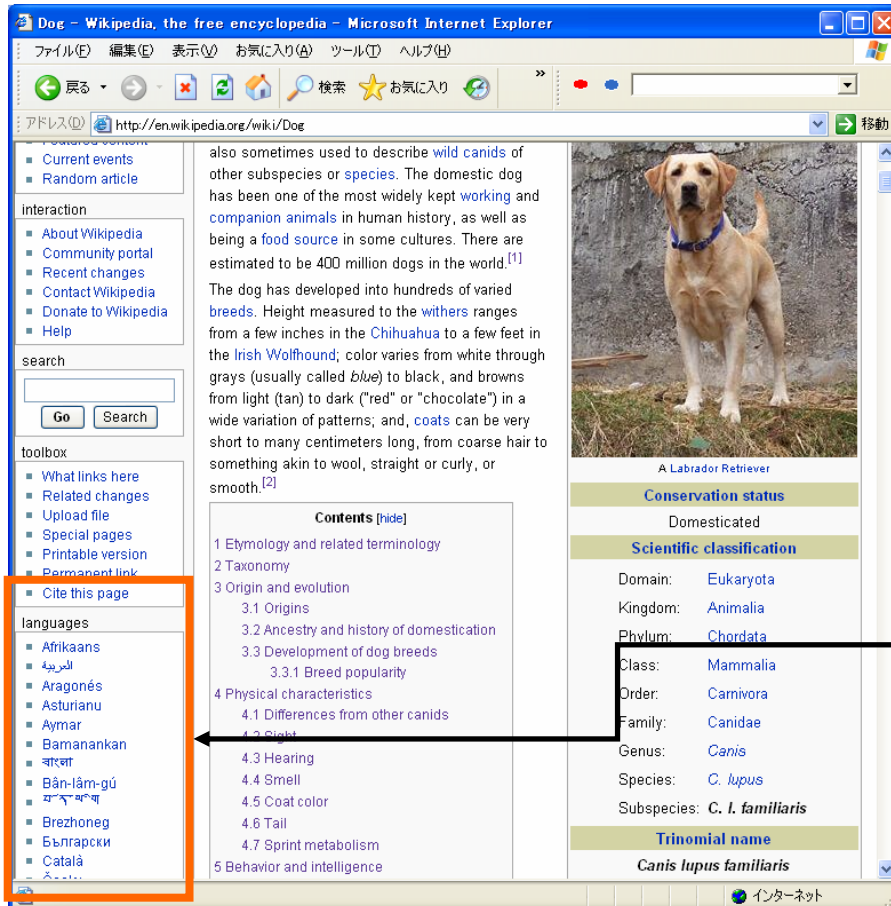 Dog - Wikipedia, the free encyclopedia - Microsoft Internet Explorer
ファイル(F) 編集(E) 表示(V) お気に入り(A) ツール(T) ヘルプ(H)
戻る 検索 お気に入り »
アドレス(D) http://en.wikipedia.org/wiki/Dog 移動
Featured content
Current events
Random article
interaction
About Wikipedia
Community portal
Recent changes
Contact Wikipedia
Donate to Wikipedia
Help
search
Go Search
toolbox
What links here
Related changes
Upload file
Special pages
Printable version
Permanent link
Cite this page
languages
Afrikaans
العربية
Aragonés
Asturianu
Aymar
Bamanankan
বাংলা
Bân-lâm-gú
Brezhoneg
Български
Català
also sometimes used to describe wild canids of
other subspecies or species. The domestic dog
has been one of the most widely kept working and
companion animals in human history, as well as
being a food source in some cultures. There are
estimated to be 400 million dogs in the world.[1]
The dog has developed into hundreds of varied
breeds. Height measured to the withers ranges
from a few inches in the Chihuahua to a few feet in
the Irish Wolfhound; color varies from white through
grays (usually called blue) to black, and browns
from light (tan) to dark ("red" or "chocolate") in a
wide variation of patterns; and, coats can be very
short to many centimeters long, from coarse hair to
something akin to wool, straight or curly, or
smooth.[2]
Contents [hide]
1 Etymology and related terminology
2 Taxonomy
3 Origin and evolution
3.1 Origins
3.2 Ancestry and history of domestication
3.3 Development of dog breeds
3.3.1 Breed popularity
4 Physical characteristics
4.1 Differences from other canids
4.2 Sight
4.3 Hearing
4.4 Smell
4.5 Coat color
4.6 Tail
4.7 Sprint metabolism
5 Behavior and intelligence
A Labrador Retriever
Conservation status
Domesticated
Scientific classification
Domain: Eukaryota
Kingdom: Animalia
Phylum: Chordata
Class: Mammalia
Order: Carnivora
Family: Canidae
Genus: Canis
Species: C. lupus
Subspecies: C. l. familiaris
Trinomial name
Canis lupus familiaris
インターネット